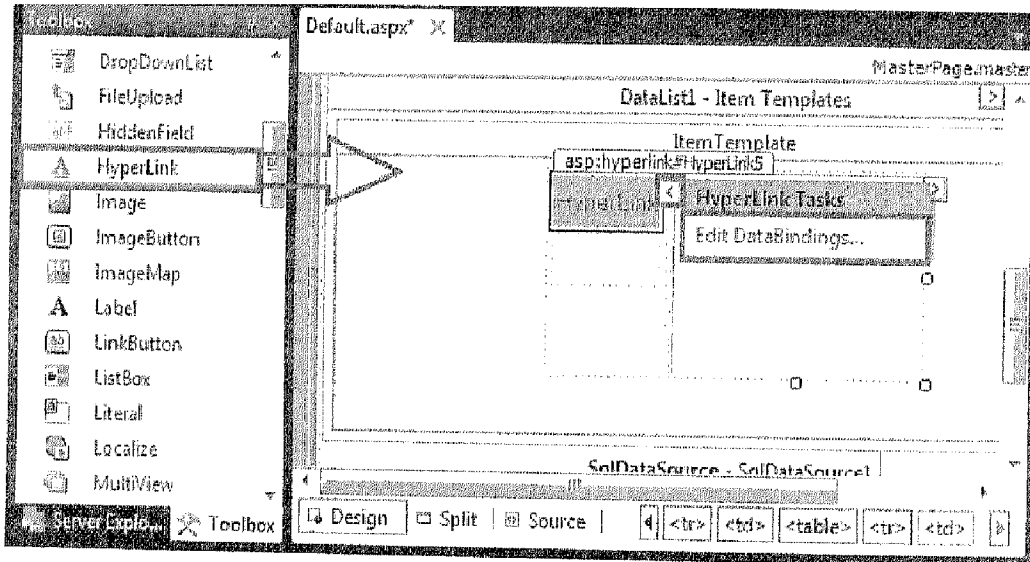 Toolbox
DropDownList
FileUpload
HiddenField
HyperLink
Image
ImageButton
ImageMap
Label
LinkButton
ListBox
Literal
Localize
MultiView
Server Explo...
Toolbox
Default.aspx*
MasterPage.master
DataList1 - Item Templates
ItemTemplate
asp:hyperlink#HyperLink5
HyperLink
HyperLink Tasks
Edit DataBindings...
SqlDataSource - SqlDataSource1
Design
Split
Source
<tr>
<td>
<table>
<tr>
<td>